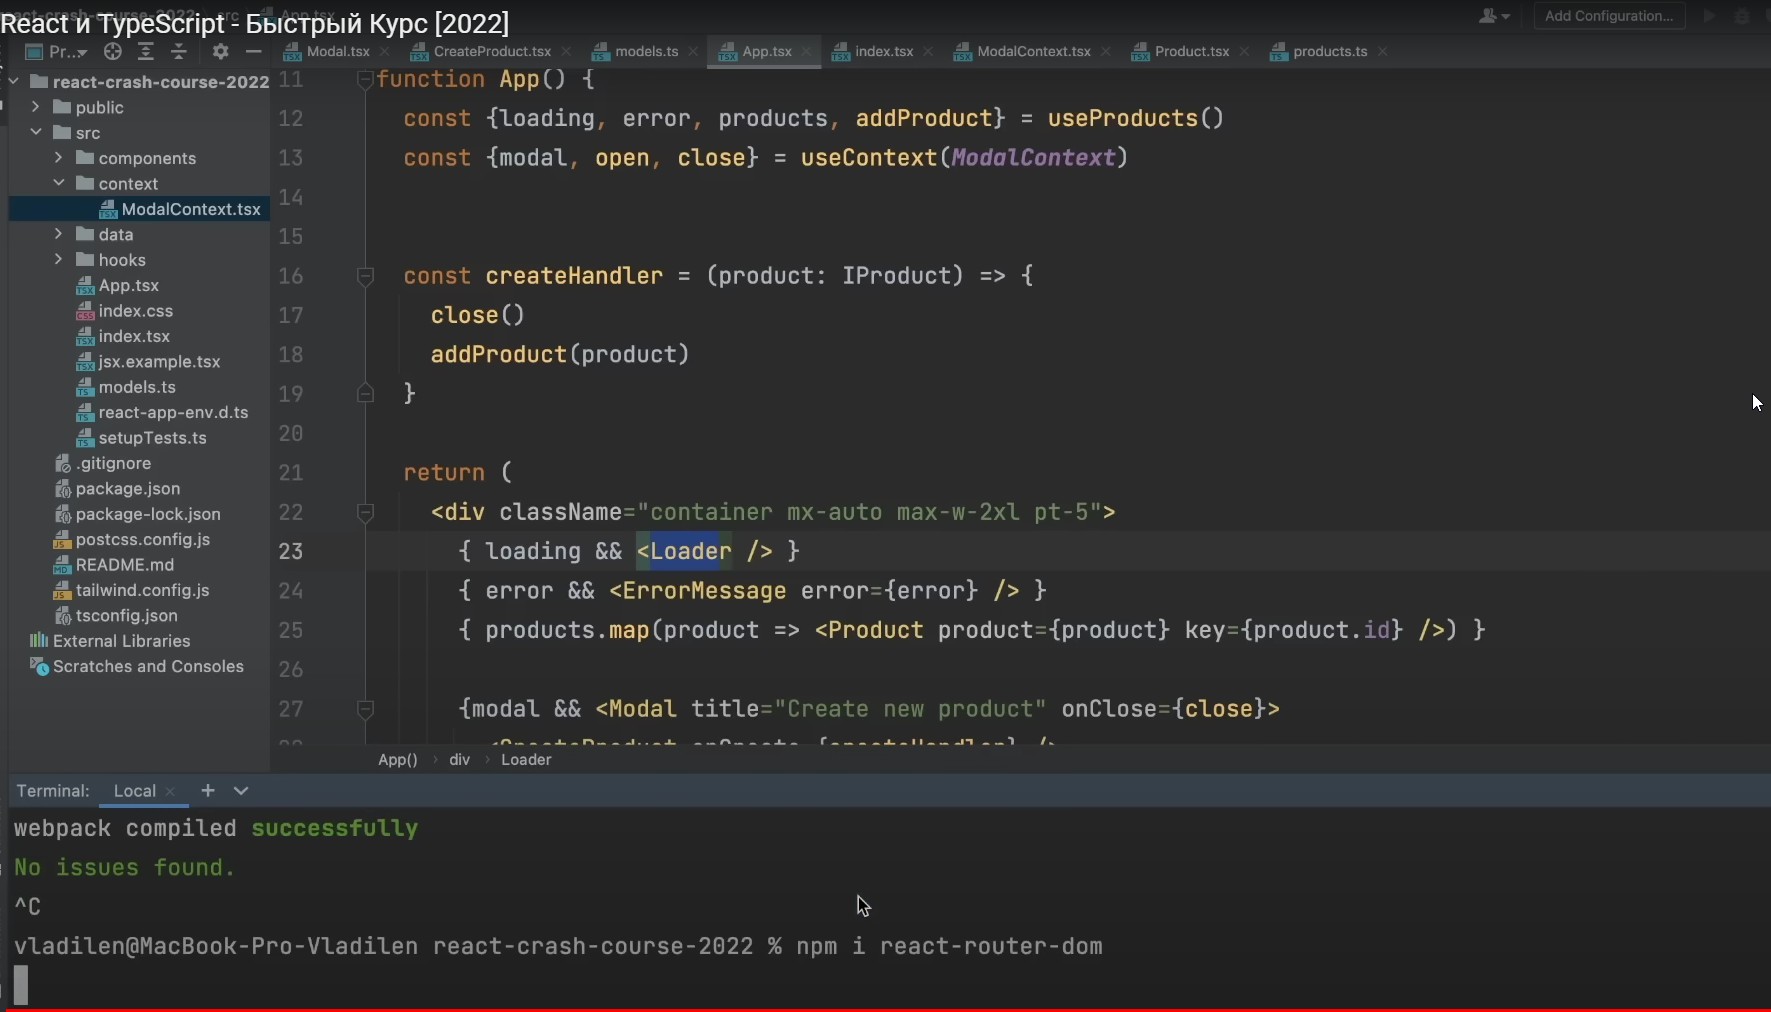 React и TypeScript - Быстрый Курс [2022]
Add Configuration...
Pr...
Modal.tsx
CreateProduct.tsx
models.ts
App.tsx
index.tsx
ModalContext.tsx
Product.tsx
products.ts
react-crash-course-2022
public
src
components
context
ModalContext.tsx
data
hooks
App.tsx
index.css
index.tsx
jsx.example.tsx
models.ts
react-app-env.d.ts
setupTests.ts
.gitignore
package.json
package-lock.json
postcss.config.js
README.md
tailwind.config.js
tsconfig.json
External Libraries
Scratches and Consoles
11 function App() {
12 const {loading, error, products, addProduct} = useProducts()
13 const {modal, open, close} = useContext(ModalContext)
14
15
16 const createHandler = (product: IProduct) => {
17 close()
18 addProduct(product)
19 }
20
21 return (
22 <div className="container mx-auto max-w-2xl pt-5">
23 { loading && <Loader /> }
24 { error && <ErrorMessage error={error} /> }
25 { products.map(product => <Product product={product} key={product.id} />) }
26
27 {modal && <Modal title="Create new product" onClose={close}>
28 <CreateProduct onCreate={createHandler} />
App() › div › Loader
Terminal: Local
webpack compiled successfully
No issues found.
^C
vladilen@MacBook-Pro-Vladilen react-crash-course-2022 % npm i react-router-dom